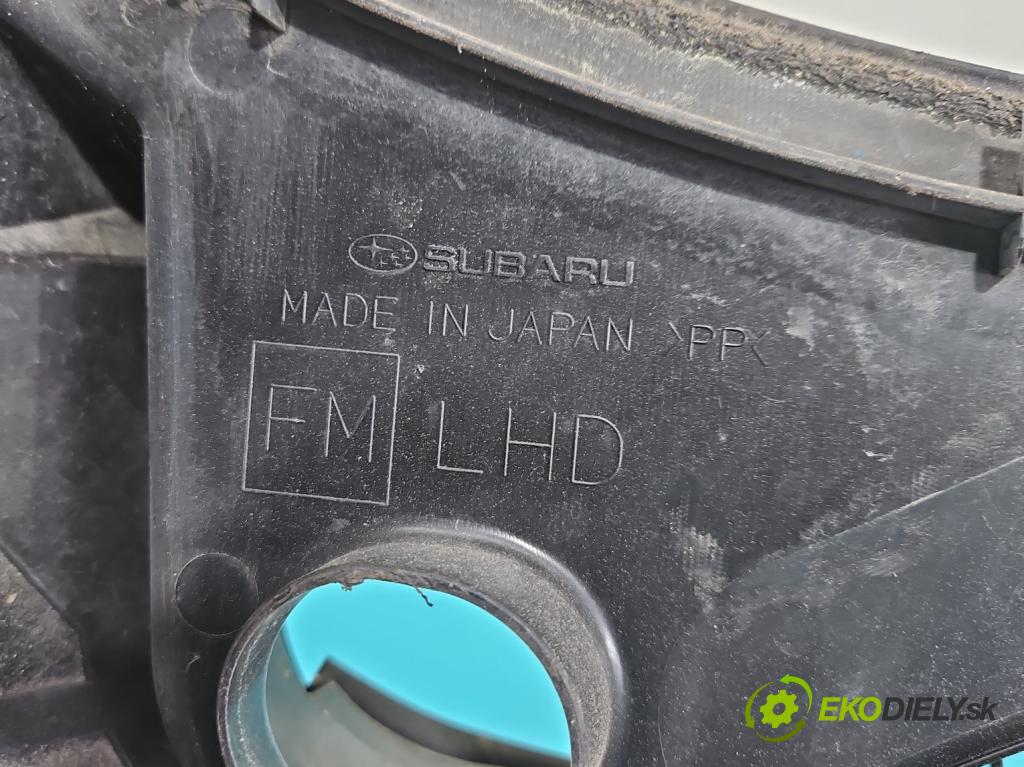 SUBARU
MADE IN JAPAN >PP<
FM LHD
EKODIELY.sk